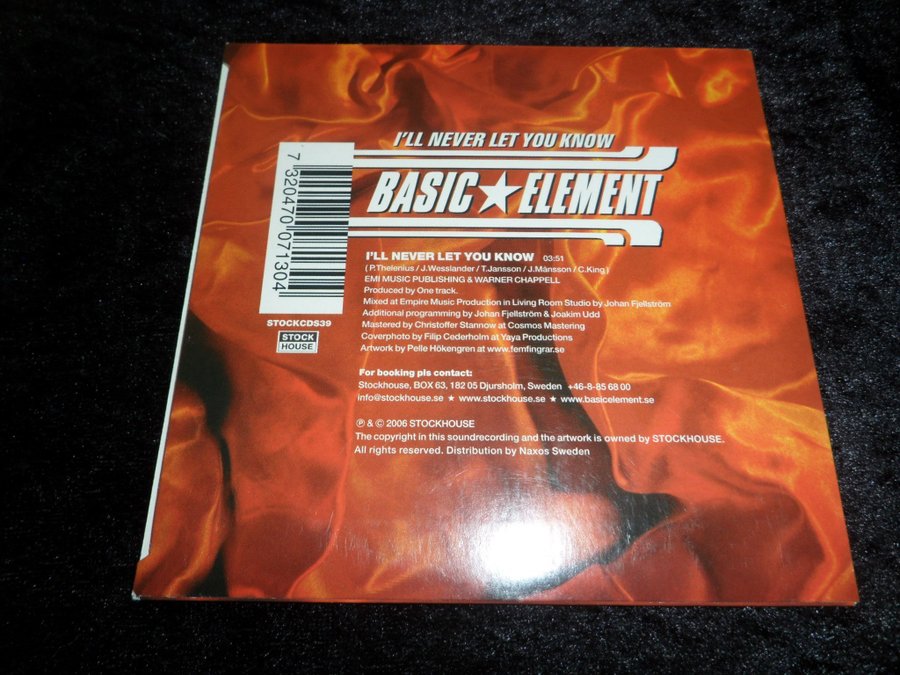 I'LL NEVER LET YOU KNOW
BASIC★ELEMENT
7 320470 071304
STOCKCDS39
STOCK
HOUSE
I'LL NEVER LET YOU KNOW 03:51
( P.Thelenius / J.Wesslander / T.Jansson / J.Månsson / C.King )
EMI MUSIC PUBLISHING & WARNER CHAPPELL
Produced by One track.
Mixed at Empire Music Production in Living Room Studio by Johan Fjellström
Additional programming by Johan Fjellström & Joakim Udd
Mastered by Christoffer Stannow at Cosmos Mastering
Coverphoto by Filip Cederholm at Yaya Productions
Artwork by Pelle Hökengren at www.femfingrar.se
For booking pls contact:
Stockhouse, BOX 63, 182 05 Djursholm, Sweden +46-8-85 68 00
info@stockhouse.se ★ www.stockhouse.se ★ www.basicelement.se
℗ & © 2006 STOCKHOUSE
The copyright in this soundrecording and the artwork is owned by STOCKHOUSE.
All rights reserved. Distribution by Naxos Sweden